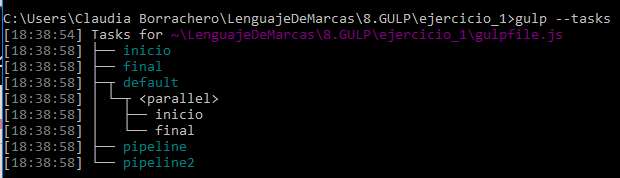 C:\Users\Claudia Borrachero\LenguajeDeMarcas\8.GULP\ejercicio_1>gulp --tasks
[18:38:54] Tasks for ~\LenguajeDeMarcas\8.GULP\ejercicio_1\gulpfile.js
[18:38:58] ├── inicio
[18:38:58] ├── final
[18:38:58] ├─┬ default
[18:38:58] │ └─┬ <parallel>
[18:38:58] │   ├── inicio
[18:38:58] │   └── final
[18:38:58] ├── pipeline
[18:38:58] └── pipeline2